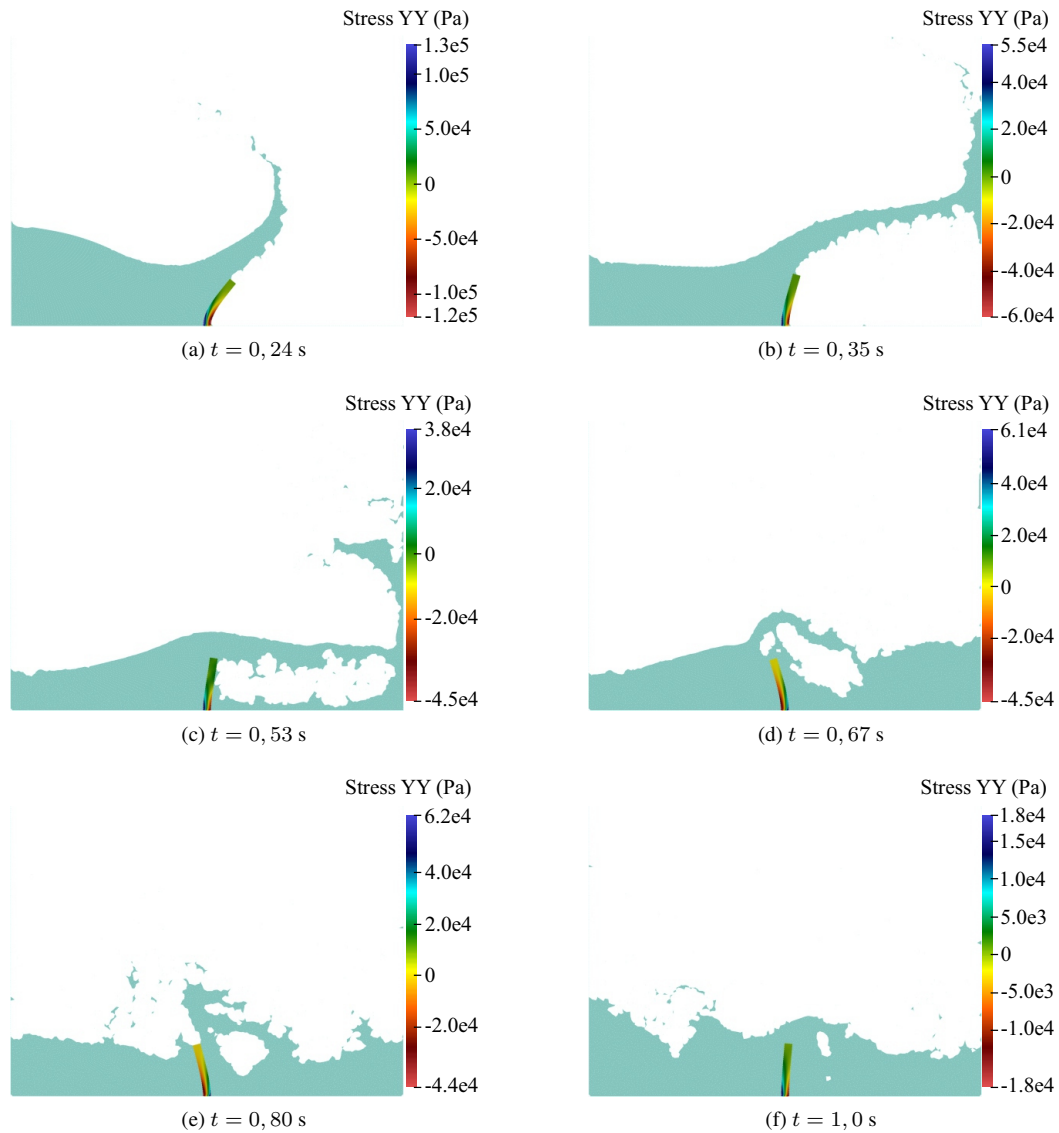 Stress YY (Pa)
1.3e5
1.0e5
5.0e4
0
-5.0e4
-1.0e5
-1.2e5
(a) t = 0, 24 s
Stress YY (Pa)
5.5e4
4.0e4
2.0e4
0
-2.0e4
-4.0e4
-6.0e4
(b) t = 0, 35 s
Stress YY (Pa)
3.8e4
2.0e4
0
-2.0e4
-4.5e4
(c) t = 0, 53 s
Stress YY (Pa)
6.1e4
4.0e4
2.0e4
0
-2.0e4
-4.5e4
(d) t = 0, 67 s
Stress YY (Pa)
6.2e4
4.0e4
2.0e4
0
-2.0e4
-4.4e4
(e) t = 0, 80 s
Stress YY (Pa)
1.8e4
1.5e4
1.0e4
5.0e3
0
-5.0e3
-1.0e4
-1.8e4
(f) t = 1, 0 s